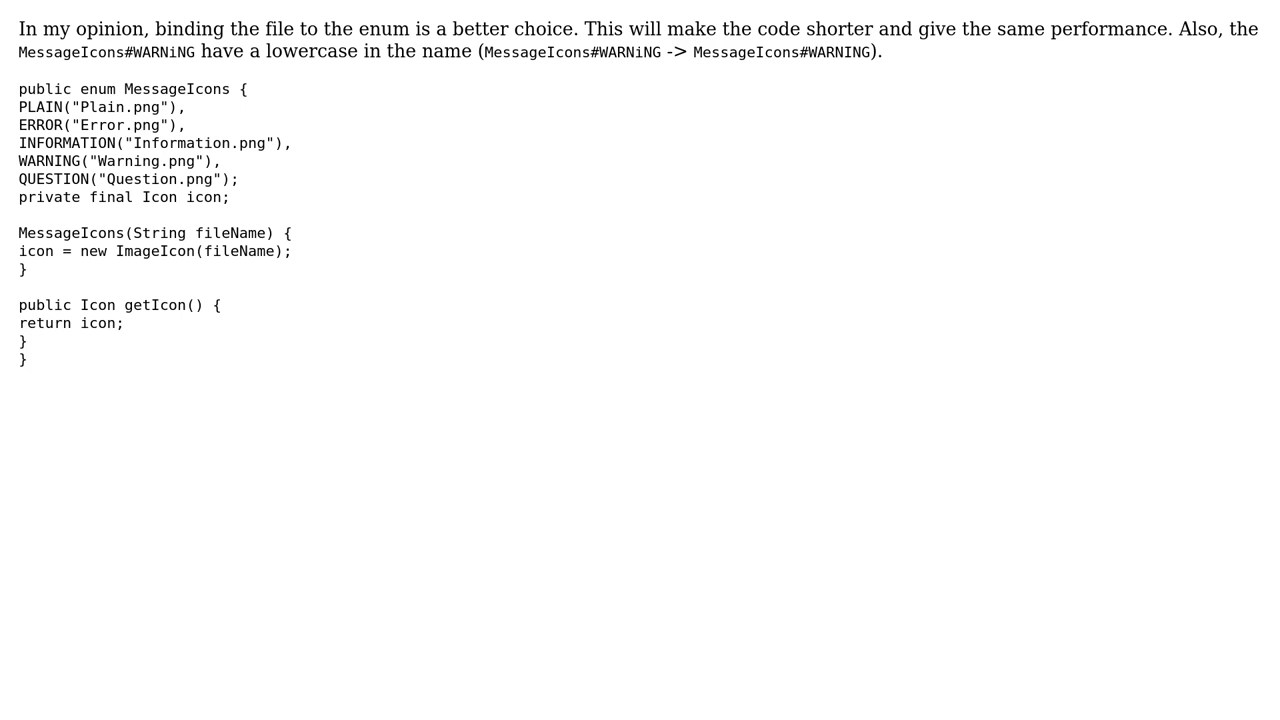 In my opinion, binding the file to the enum is a better choice. This will make the code shorter and give the same performance. Also, the
MessageIcons#WARNiNG have a lowercase in the name (MessageIcons#WARNiNG -> MessageIcons#WARNING).
public enum MessageIcons {
PLAIN("Plain.png"),
ERROR("Error.png"),
INFORMATION("Information.png"),
WARNING("Warning.png"),
QUESTION("Question.png");
private final Icon icon;
MessageIcons(String fileName) {
icon = new ImageIcon(fileName);
}
public Icon getIcon() {
return icon;
}
}